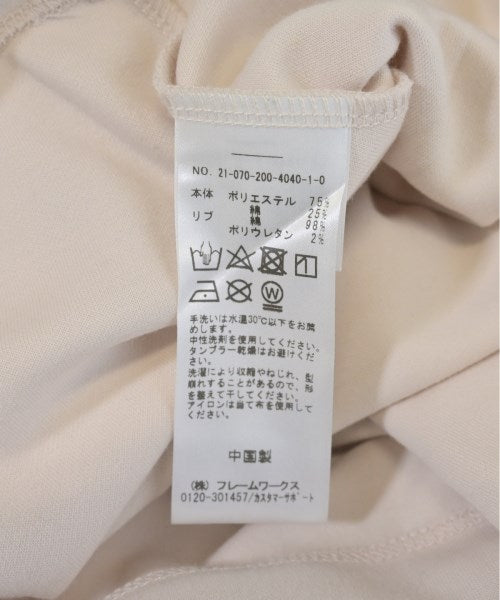 NO. 21-070-200-4040-1-0
本体 ポリエステル 75%
綿 25%
リブ 綿 98%
ポリウレタン 2%
W
手洗いは水温30℃以下をお薦
めします。
中性洗剤を使用してください。
タンブラー乾燥はお避けくだ
さい。
洗濯により収縮やねじれ、型
崩れすることがあるので、形
を整えて干してください。
アイロンは当て布を使用して
ください。
中国製
(株) フレームワークス
0120-301457/カスタマーサポート